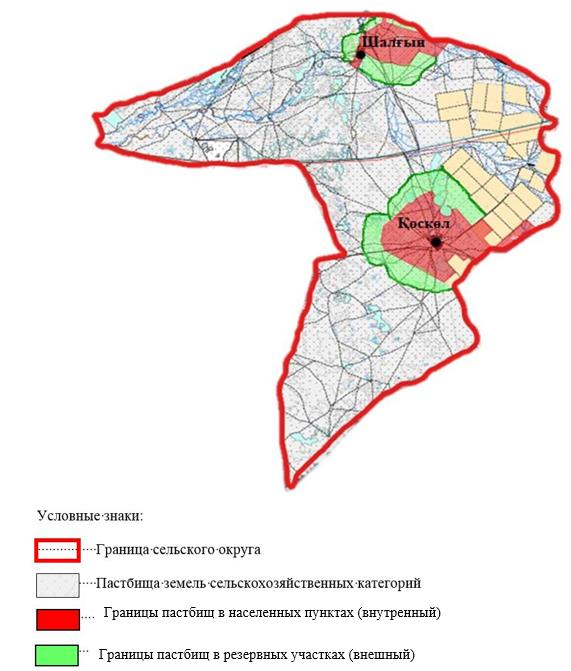 Шалғын
Қоскөл
Условные знаки:
Граница сельского округа
Пастбища земель сельскохозяйственных категорий
Границы пастбищ в населенных пунктах (внутренный)
Границы пастбищ в резервных участках (внешный)